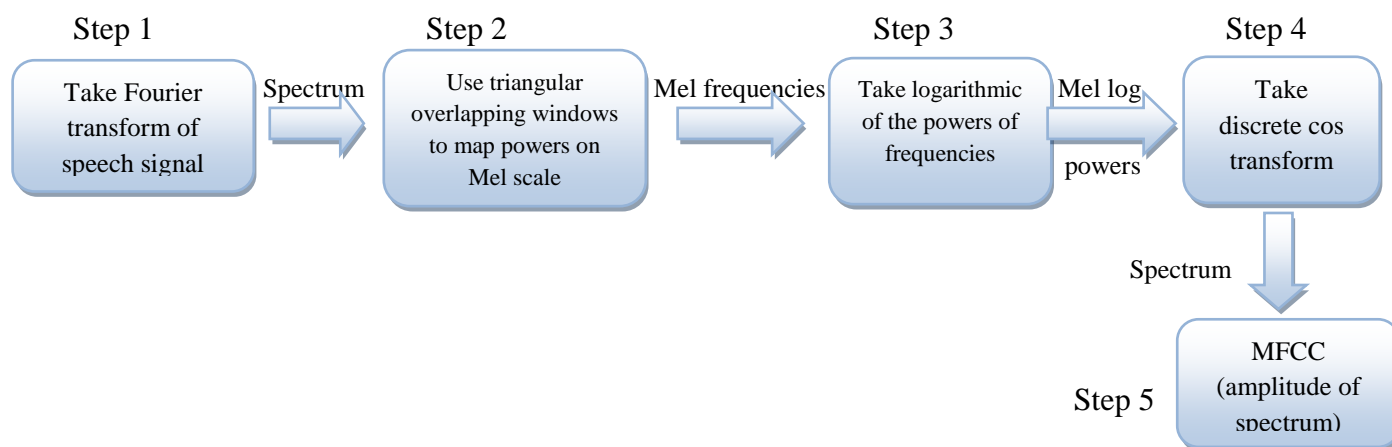 Step 1
Take Fourier
transform of
speech signal
Spectrum
Step 2
Use triangular
overlapping windows
to map powers on
Mel scale
Mel frequencies
Step 3
Take logarithmic
of the powers of
frequencies
Mel log
powers
Step 4
Take
discrete cos
transform
Spectrum
Step 5
MFCC
(amplitude of
spectrum)